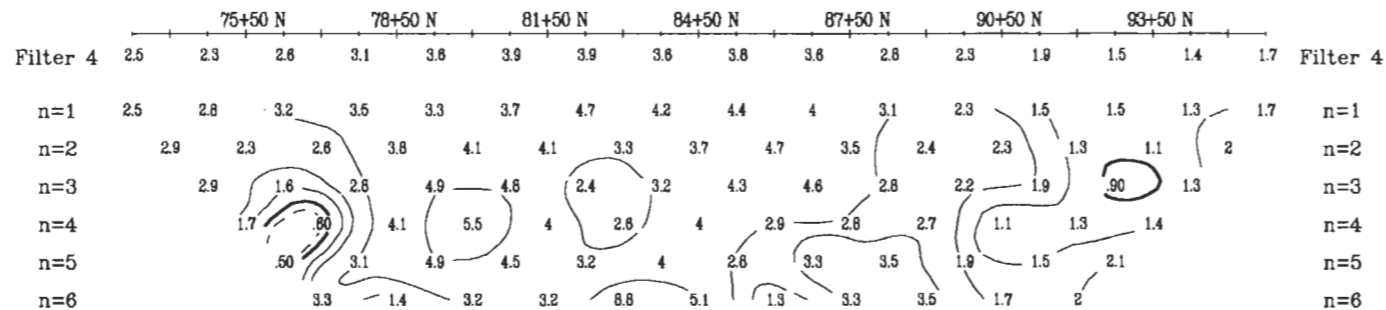 75+50 N 78+50 N 81+50 N 84+50 N 87+50 N 90+50 N 93+50 N
Filter 4 2.5 2.3 2.6 3.1 3.6 3.9 3.9 3.6 3.8 3.6 2.8 2.3 1.9 1.5 1.4 1.7 Filter 4
n=1 2.5 2.8 3.2 3.5 3.3 3.7 4.7 4.2 4.4 4 3.1 2.3 1.5 1.5 1.3 1.7 n=1
n=2 2.9 2.3 2.6 3.8 4.1 4.1 3.3 3.7 4.7 3.5 2.4 2.3 1.3 1.1 2 n=2
n=3 2.9 1.6 2.8 4.9 4.6 2.4 3.2 4.3 4.6 2.8 2.2 1.9 .90 1.3 n=3
n=4 1.7 .60 4.1 5.5 4 2.6 4 2.9 2.8 2.7 1.1 1.3 1.4 n=4
n=5 .50 3.1 4.9 4.5 3.2 4 2.6 3.3 3.5 1.9 1.5 2.1 n=5
n=6 3.3 1.4 3.2 3.2 8.8 5.1 1.3 3.3 3.5 1.7 2 n=6